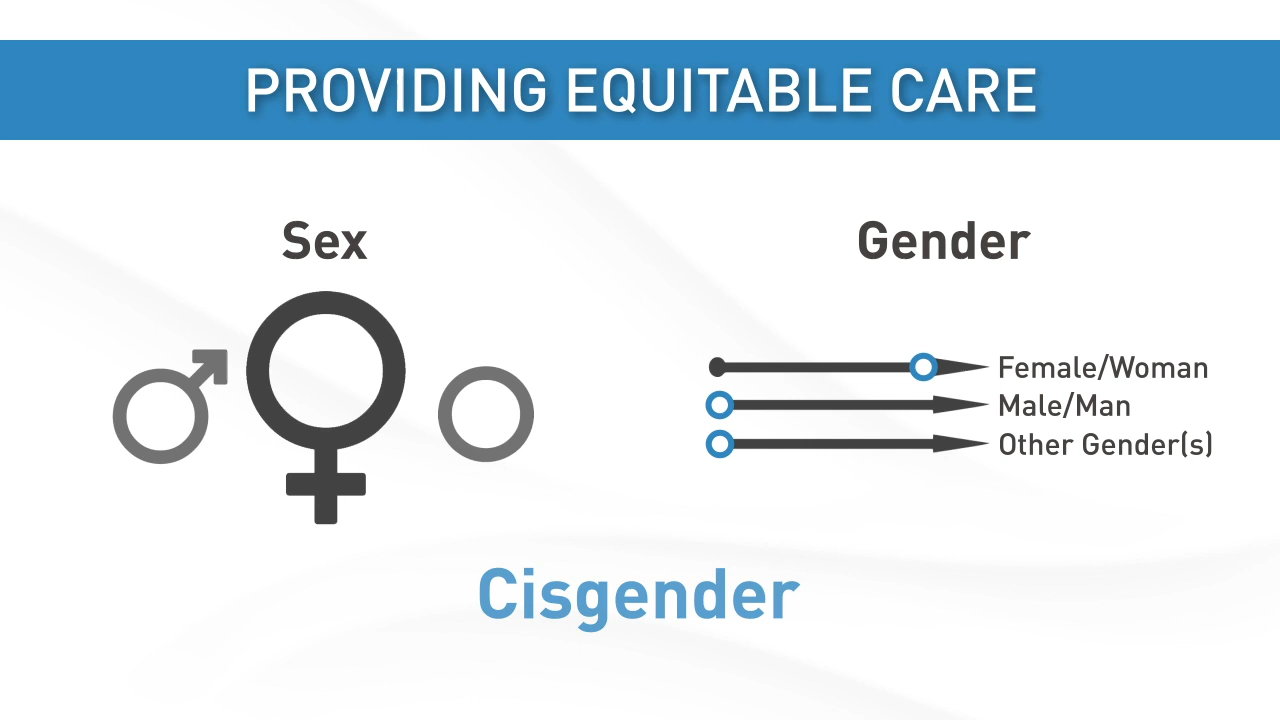 PROVIDING EQUITABLE CARE
Sex
Gender
Female/Woman
Male/Man
Other Gender(s)
Cisgender